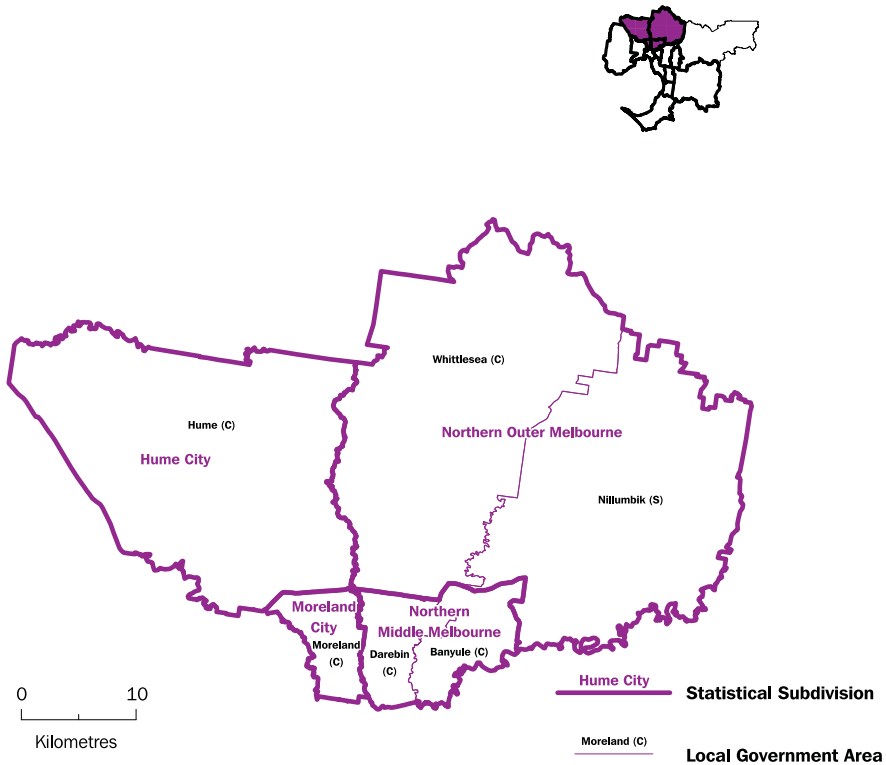 Whittlesea (C)
Hume (C)
Northern Outer Melbourne
Hume City
Nillumbik (S)
Moreland
City
Moreland
(C)
Northern
Middle Melbourne
Darebin
(C)
Banyule (C)
0 10
Kilometres
Hume City
Statistical Subdivision
Moreland (C)
Local Government Area